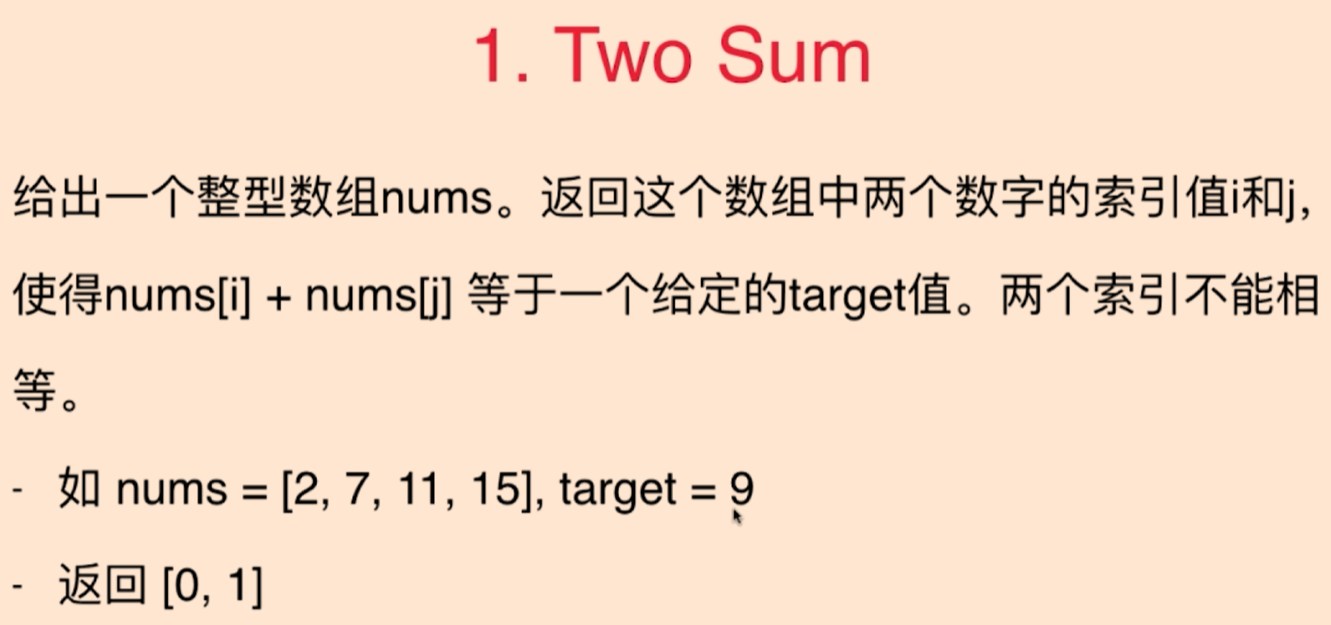 1. Two Sum
给出一个整型数组nums。返回这个数组中两个数字的索引值i和j,
使得nums[i] + nums[j] 等于一个给定的target值。两个索引不能相
等。
- 如 nums = [2, 7, 11, 15], target = 9
- 返回 [0, 1]